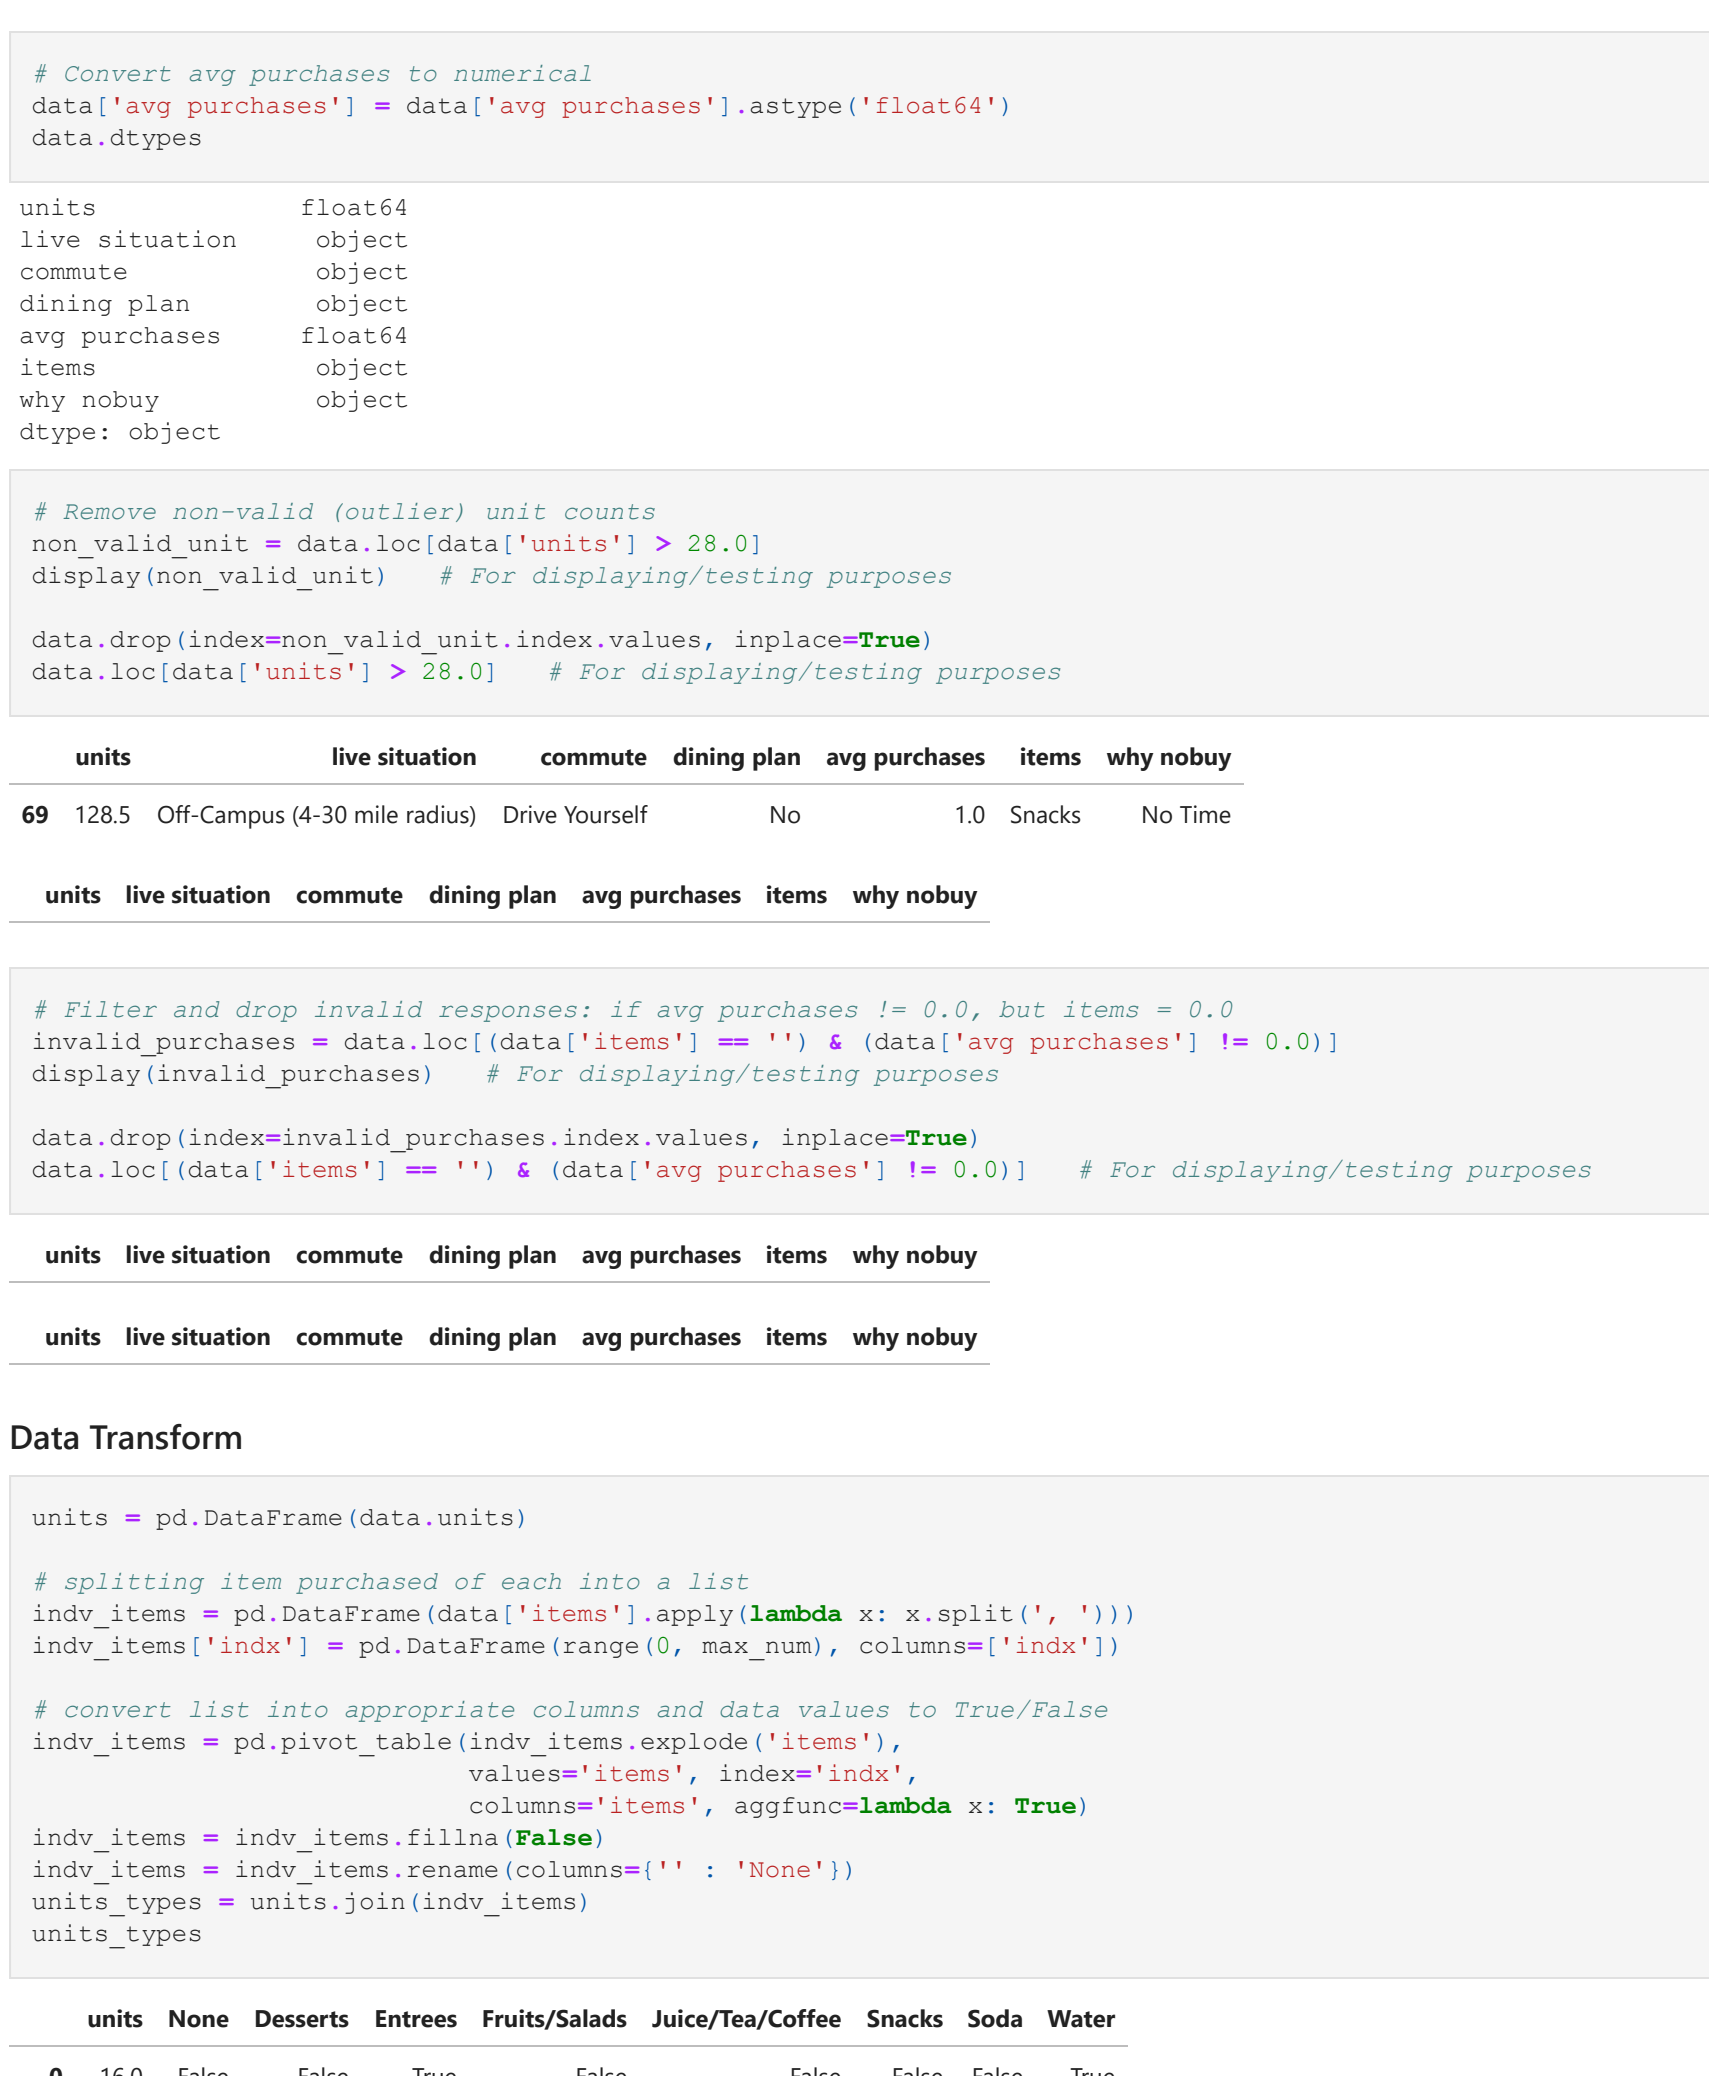 # Convert avg purchases to numerical
data['avg purchases'] = data['avg purchases'].astype('float64')
data.dtypes
units float64
live situation object
commute object
dining plan object
avg purchases float64
items object
why nobuy object
dtype: object
# Remove non-valid (outlier) unit counts
non_valid_unit = data.loc[data['units'] > 28.0]
display(non_valid_unit) # For displaying/testing purposes
data.drop(index=non_valid_unit.index.values, inplace=True)
data.loc[data['units'] > 28.0] # For displaying/testing purposes
units live situation commute dining plan avg purchases items why nobuy
69 128.5 Off-Campus (4-30 mile radius) Drive Yourself No 1.0 Snacks No Time
units live situation commute dining plan avg purchases items why nobuy
# Filter and drop invalid responses: if avg purchases != 0.0, but items = 0.0
invalid_purchases = data.loc[(data['items'] == '') & (data['avg purchases'] != 0.0)]
display(invalid_purchases) # For displaying/testing purposes
data.drop(index=invalid_purchases.index.values, inplace=True)
data.loc[(data['items'] == '') & (data['avg purchases'] != 0.0)] # For displaying/testing purposes
units live situation commute dining plan avg purchases items why nobuy
units live situation commute dining plan avg purchases items why nobuy
Data Transform
units = pd.DataFrame(data.units)
# splitting item purchased of each into a list
indv_items = pd.DataFrame(data['items'].apply(lambda x: x.split(', ')))
indv_items['indx'] = pd.DataFrame(range(0, max_num), columns=['indx'])
# convert list into appropriate columns and data values to True/False
indv_items = pd.pivot_table(indv_items.explode('items'),
values='items', index='indx',
columns='items', aggfunc=lambda x: True)
indv_items = indv_items.fillna(False)
indv_items = indv_items.rename(columns={'' : 'None'})
units_types = units.join(indv_items)
units_types
units None Desserts Entrees Fruits/Salads Juice/Tea/Coffee Snacks Soda Water
0 16.0 False False True False False False False True